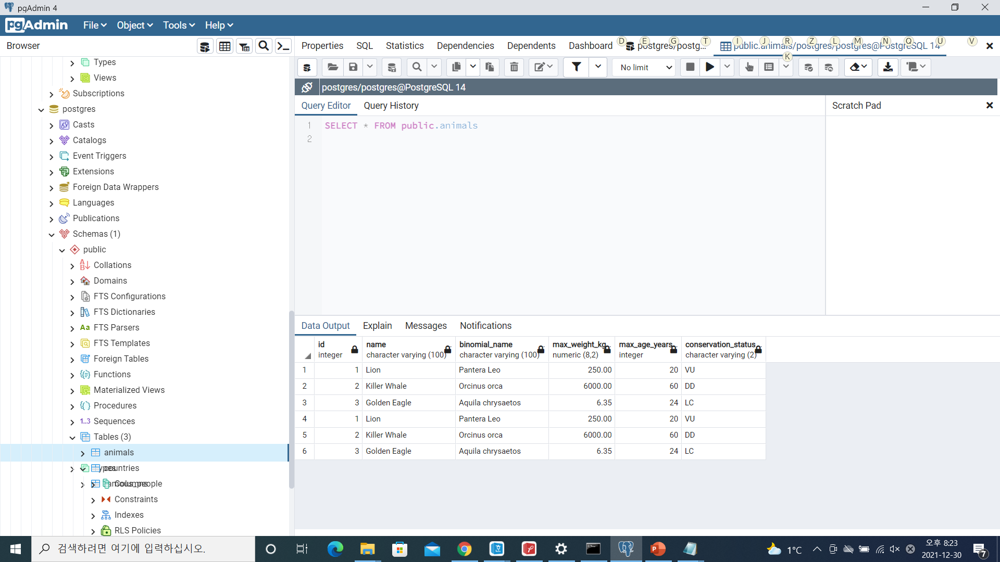 pgAdmin 4
pgAdmin File Object Tools Help
Browser
Properties SQL Statistics Dependencies Dependents Dashboard postgres/postg... public.animals/postgres/postgres@PostgreSQL 14
D E G T I J R Z L M N Q U V
K
No limit
postgres/postgres@PostgreSQL 14
Query Editor Query History
Scratch Pad
1 SELECT * FROM public.animals
2
Types
Views
Subscriptions
postgres
Casts
Catalogs
Event Triggers
Extensions
Foreign Data Wrappers
Languages
Publications
Schemas (1)
public
Collations
Domains
FTS Configurations
FTS Dictionaries
Aa FTS Parsers
FTS Templates
Foreign Tables
Functions
Materialized Views
Procedures
1..3 Sequences
Tables (3)
animals
countries
Constraints
Indexes
RLS Policies
Data Output Explain Messages Notifications
id name binomial_name max_weight_kg max_age_years conservation_status
integer character varying (100) character varying (100) numeric (8,2) integer character varying (2)
1 1 Lion Pantera Leo 250.00 20 VU
2 2 Killer Whale Orcinus orca 6000.00 60 DD
3 3 Golden Eagle Aquila chrysaetos 6.35 24 LC
4 1 Lion Pantera Leo 250.00 20 VU
5 2 Killer Whale Orcinus orca 6000.00 60 DD
6 3 Golden Eagle Aquila chrysaetos 6.35 24 LC
검색하려면 여기에 입력하십시오.
1°C
오후 8:23
2021-12-30
7